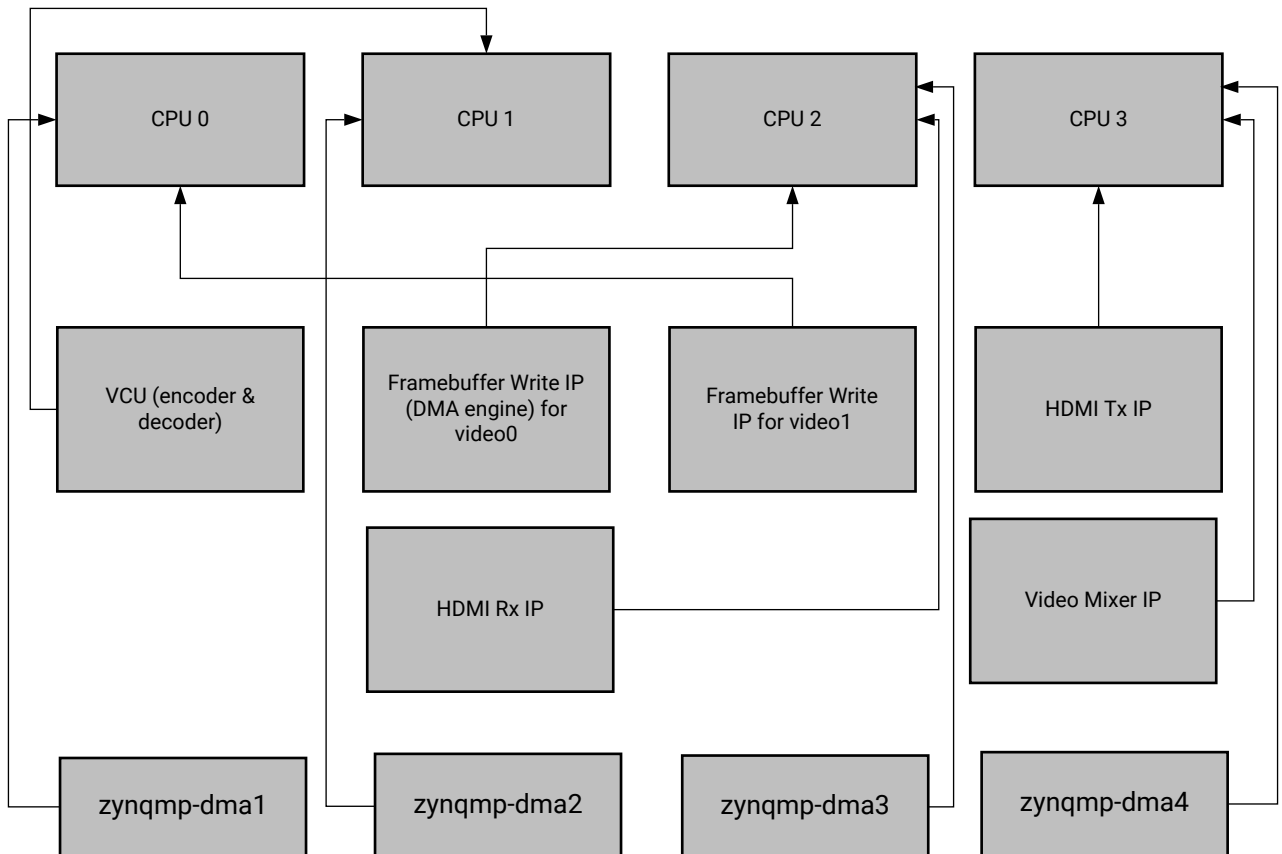 CPU 0
CPU 1
CPU 2
CPU 3
VCU (encoder &
decoder)
Framebuffer Write IP
(DMA engine) for
video0
Framebuffer Write
IP for video1
HDMI Tx IP
HDMI Rx IP
Video Mixer IP
zynqmp-dma1
zynqmp-dma2
zynqmp-dma3
zynqmp-dma4